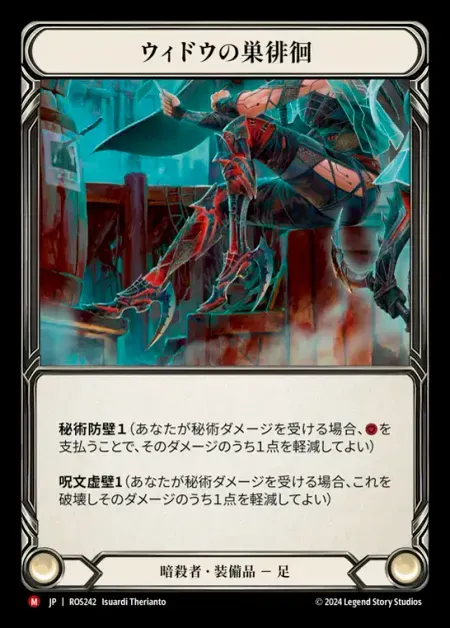 ウィドウの巣徘徊
秘術防壁１（あなたが秘術ダメージを受ける場合、を
支払うことで、そのダメージのうち１点を軽減してよい）
呪文虚壁1（あなたが秘術ダメージを受ける場合、これを
破壊しそのダメージのうち１点を軽減してよい）
暗殺者・装備品 － 足
M JP | ROS242 Isuardi Therianto
© 2024 Legend Story Studios